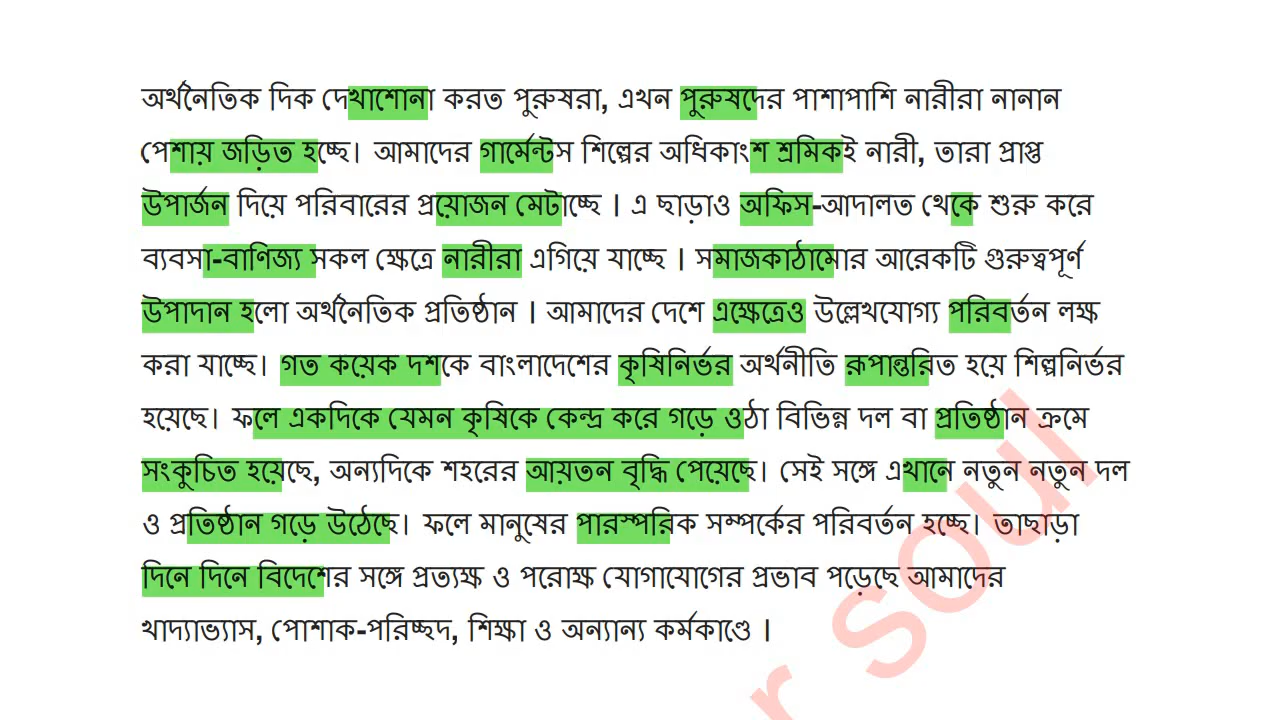 অর্থনৈতিক দিক দেখাশোনা করত পুরুষরা, এখন পুরুষদের পাশাপাশি নারীরা নানান
পেশায় জড়িত হচ্ছে। আমাদের গার্মেন্টস শিল্পের অধিকাংশ শ্রমিকই নারী, তারা প্রাপ্ত
উপার্জন দিয়ে পরিবারের প্রয়োজন মেটাচ্ছে । এ ছাড়াও অফিস-আদালত থেকে শুরু করে
ব্যবসা-বাণিজ্য সকল ক্ষেত্রে নারীরা এগিয়ে যাচ্ছে । সমাজকাঠামোর আরেকটি গুরুত্বপূর্ণ
উপাদান হলো অর্থনৈতিক প্রতিষ্ঠান । আমাদের দেশে এক্ষেত্রেও উল্লেখযোগ্য পরিবর্তন লক্ষ
করা যাচ্ছে। গত কয়েক দশকে বাংলাদেশের কৃষিনির্ভর অর্থনীতি রূপান্তরিত হয়ে শিল্পনির্ভর
হয়েছে। ফলে একদিকে যেমন কৃষিকে কেন্দ্র করে গড়ে ওঠা বিভিন্ন দল বা প্রতিষ্ঠান ক্রমে
সংকুচিত হয়েছে, অন্যদিকে শহরের আয়তন বৃদ্ধি পেয়েছে। সেই সঙ্গে এখানে নতুন নতুন দল
ও প্রতিষ্ঠান গড়ে উঠেছে। ফলে মানুষের পারস্পরিক সম্পর্কের পরিবর্তন হচ্ছে। তাছাড়া
দিনে দিনে বিদেশের সঙ্গে প্রত্যক্ষ ও পরোক্ষ যোগাযোগের প্রভাব পড়েছে আমাদের
খাদ্যাভ্যাস, পোশাক-পরিচ্ছদ, শিক্ষা ও অন্যান্য কর্মকাণ্ডে ।
r soul